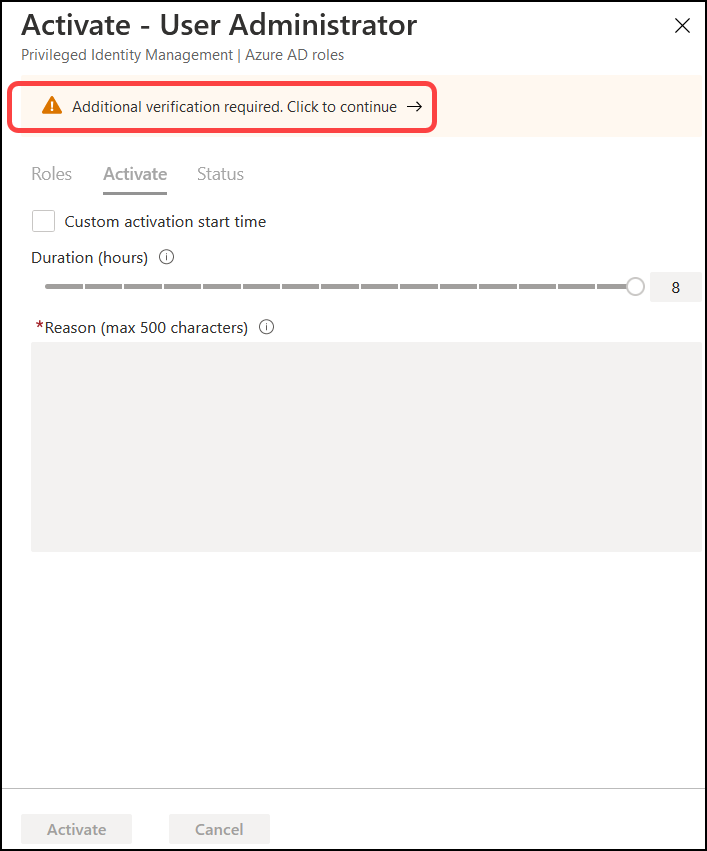 Activate - User Administrator
Privileged Identity Management | Azure AD roles
Additional verification required. Click to continue →
Roles Activate Status
Custom activation start time
Duration (hours)
8
*Reason (max 500 characters)
Activate Cancel